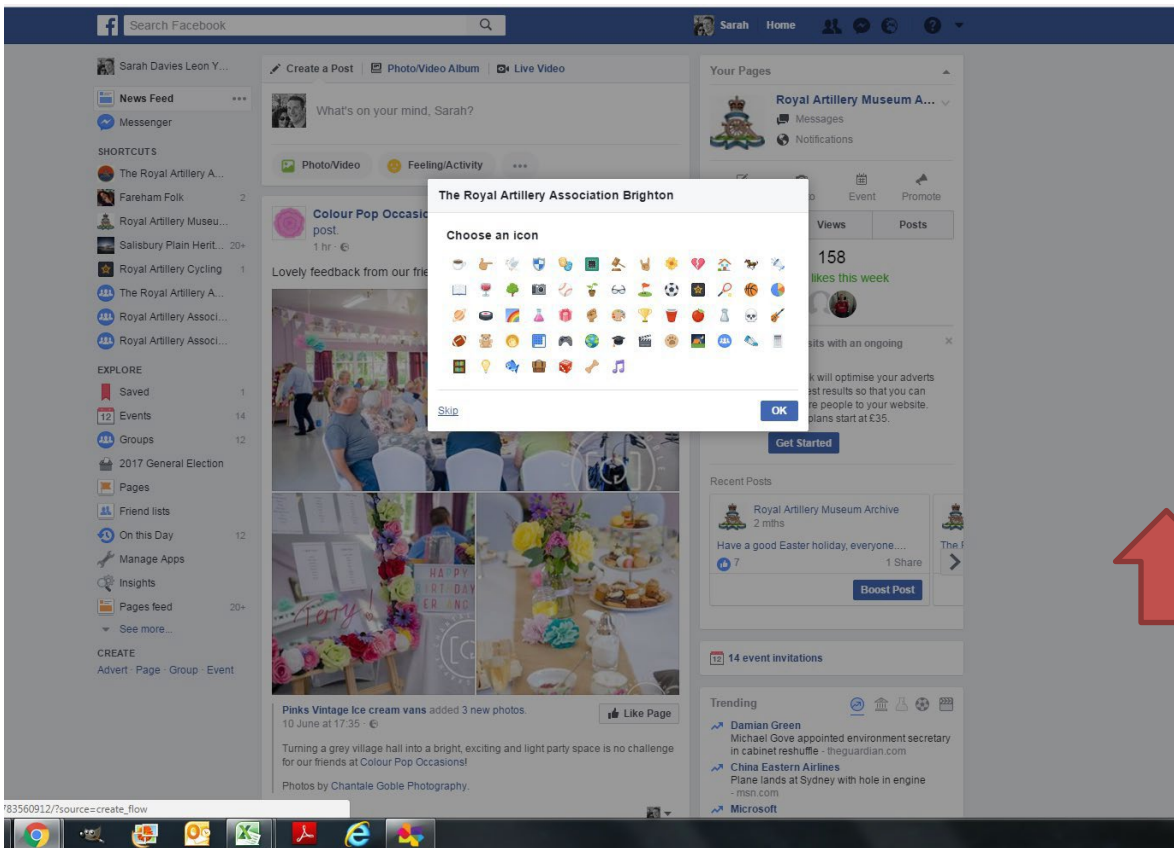 Search Facebook
Sarah Home
Sarah Davies Leon Y...
News Feed
Messenger
SHORTCUTS
The Royal Artillery A...
Fareham Folk 2
Royal Artillery Museu...
Salisbury Plain Herit... 20+
Royal Artillery Cycling 1
The Royal Artillery A...
Royal Artillery Associ...
Royal Artillery Associ...
EXPLORE
Saved 1
12 Events 14
Groups 12
2017 General Election
Pages
Friend lists
On this Day 12
Manage Apps
Insights
Pages feed 20+
See more...
CREATE
Advert · Page · Group · Event
Create a Post Photo/Video Album Live Video
What's on your mind, Sarah?
Photo/Video Feeling/Activity
Colour Pop Occasio
post.
1 hr ·
Lovely feedback from our frie
The Royal Artillery Association Brighton
Choose an icon
Skip OK
HAPPY
BIRTHDAY
Terry
Pinks Vintage Ice cream vans added 3 new photos.
10 June at 17:35 ·
Like Page
Turning a grey village hall into a bright, exciting and light party space is no challenge
for our friends at Colour Pop Occasions!
Photos by Chantale Goble Photography.
Your Pages
Royal Artillery Museum A...
Messages
Notifications
Event Promote
Views Posts
158
likes this week
sits with an ongoing
k will optimise your adverts
est results so that you can
re people to your website.
plans start at £35.
Get Started
Recent Posts
Royal Artillery Museum Archive
2 mths
Have a good Easter holiday, everyone....
7 1 Share
Boost Post
The
12 14 event invitations
Trending
Damian Green
Michael Gove appointed environment secretary
in cabinet reshuffle - theguardian.com
China Eastern Airlines
Plane lands at Sydney with hole in engine
- msn.com
Microsoft
783560912/?source=create_flow